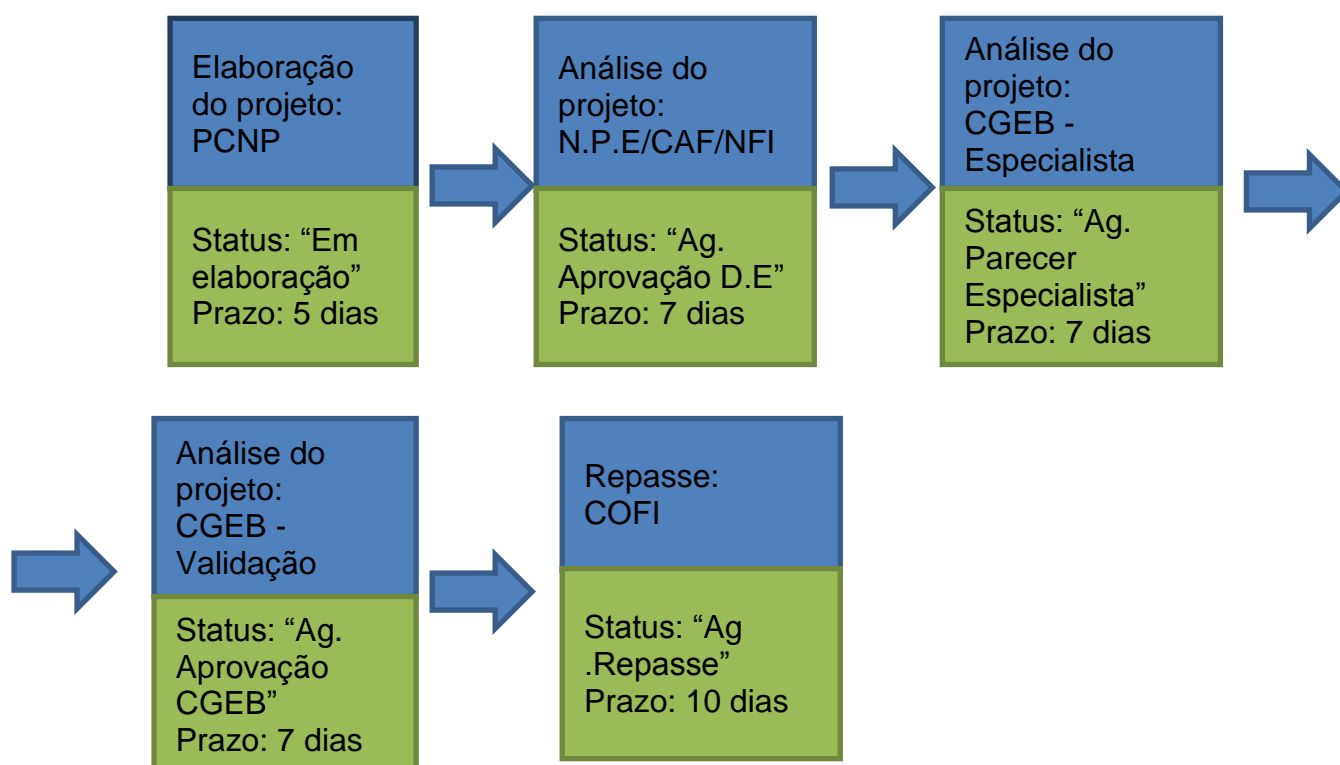 Elaboração
do projeto:
PCNP
Status: “Em
elaboração”
Prazo: 5 dias
Análise do
projeto:
N.P.E/CAF/NFI
Status: “Ag.
Aprovação D.E”
Prazo: 7 dias
Análise do
projeto:
CGEB -
Especialista
Status: “Ag.
Parecer
Especialista”
Prazo: 7 dias
Análise do
projeto:
CGEB -
Validação
Status: “Ag.
Aprovação
CGEB”
Prazo: 7 dias
Repasse:
COFI
Status: “Ag
.Repasse”
Prazo: 10 dias